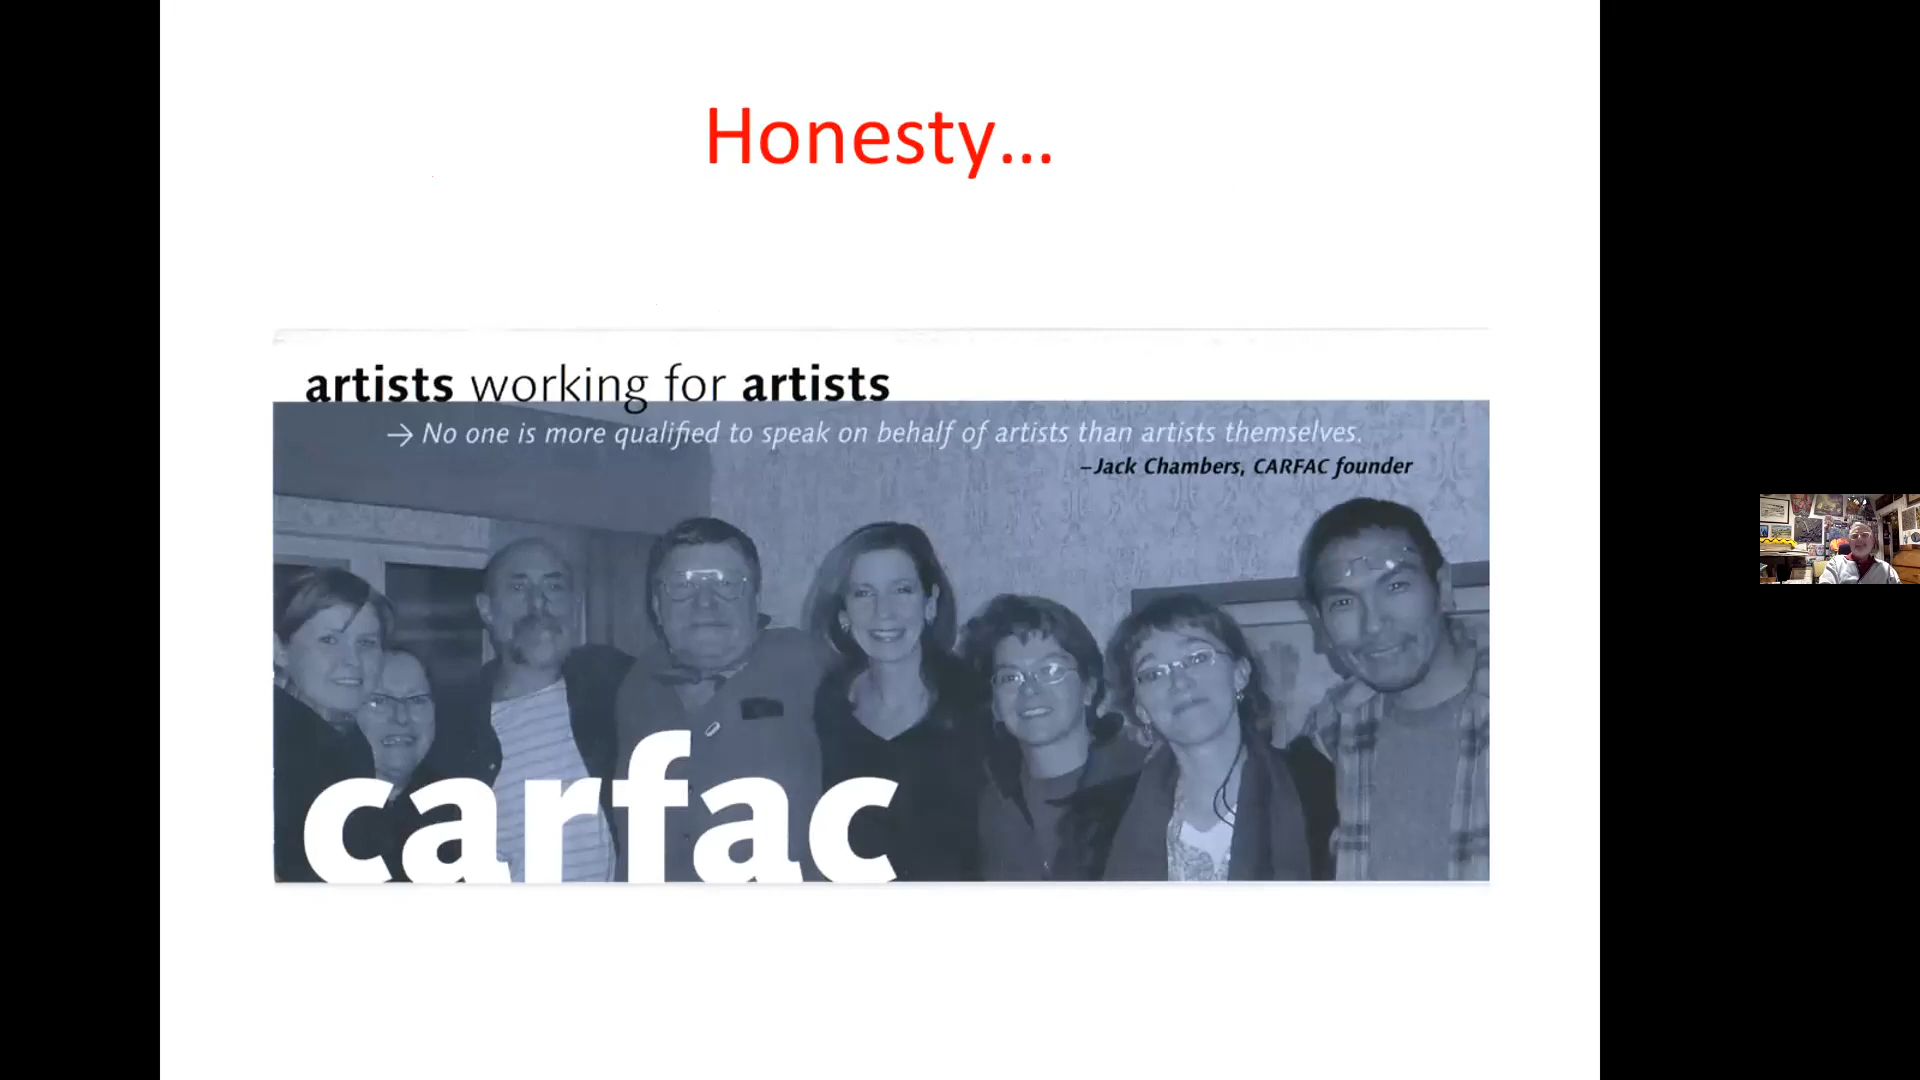 Honesty...
artists working for artists
→ No one is more qualified to speak on behalf of artists than artists themselves.
–Jack Chambers, CARFAC founder
carfac